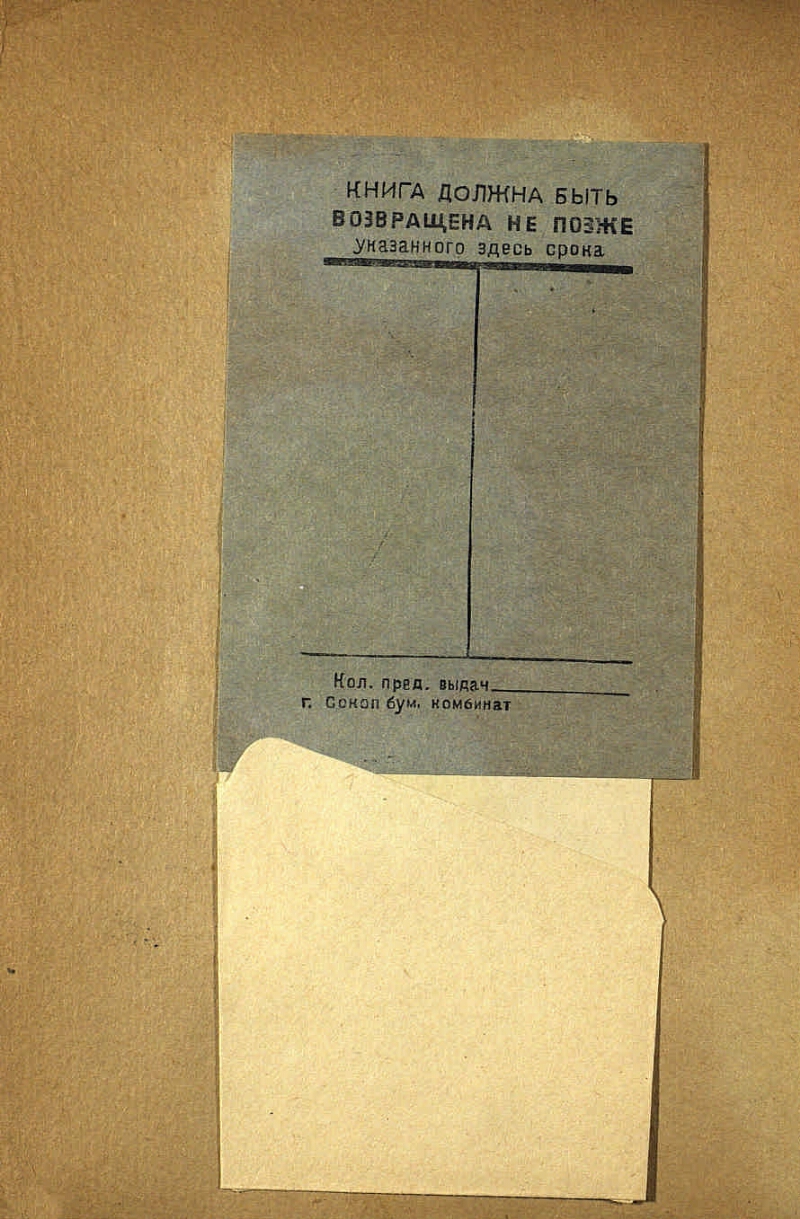 КНИГА ДОЛЖНА БЫТЬ
ВОЗВРАЩЕНА НЕ ПОЗЖЕ
указанного здесь срока
Кол. пред. выдач.
г. Сокол бум. комбинат